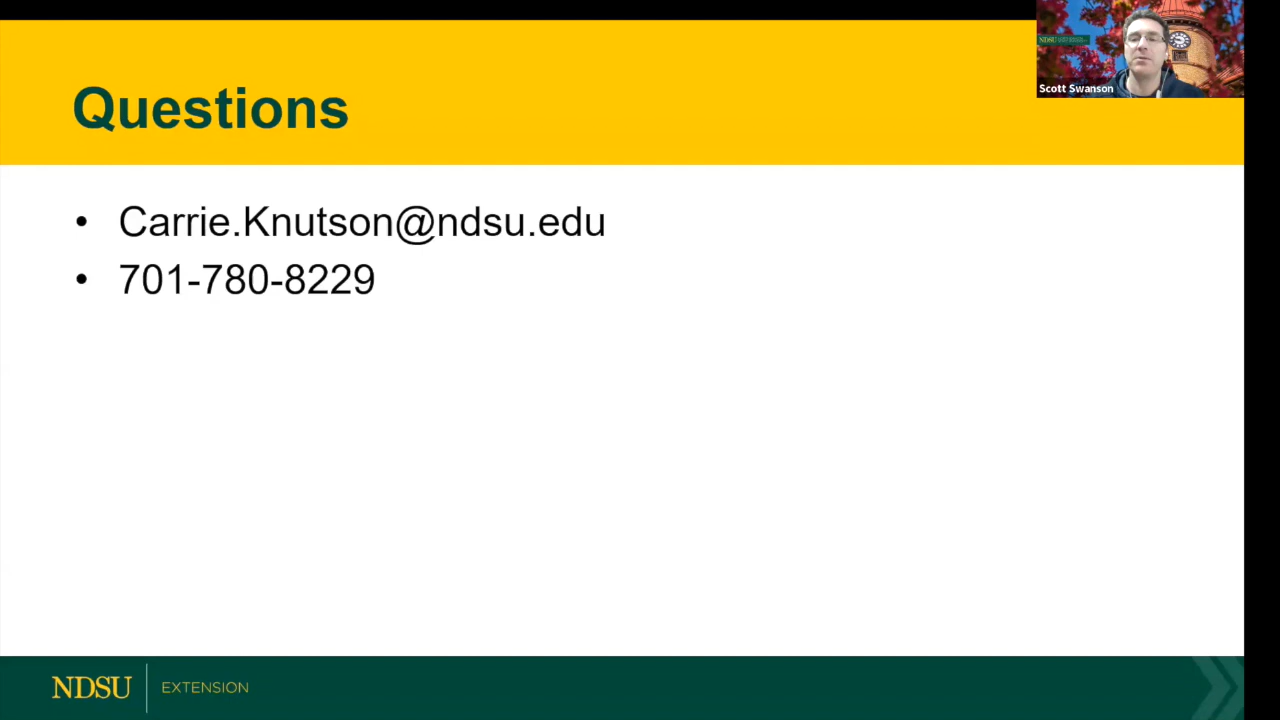 Questions
Scott Swanson
• Carrie.Knutson@ndsu.edu
• 701-780-8229
NDSU
EXTENSION